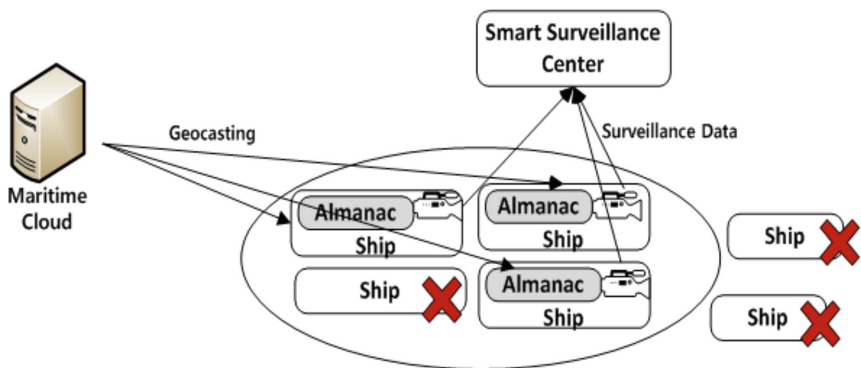 Smart Surveillance
Center
Geocasting
Surveillance Data
Maritime
Cloud
Almanac
Ship
Almanac
Ship
Ship
Ship
Almanac
Ship
Ship